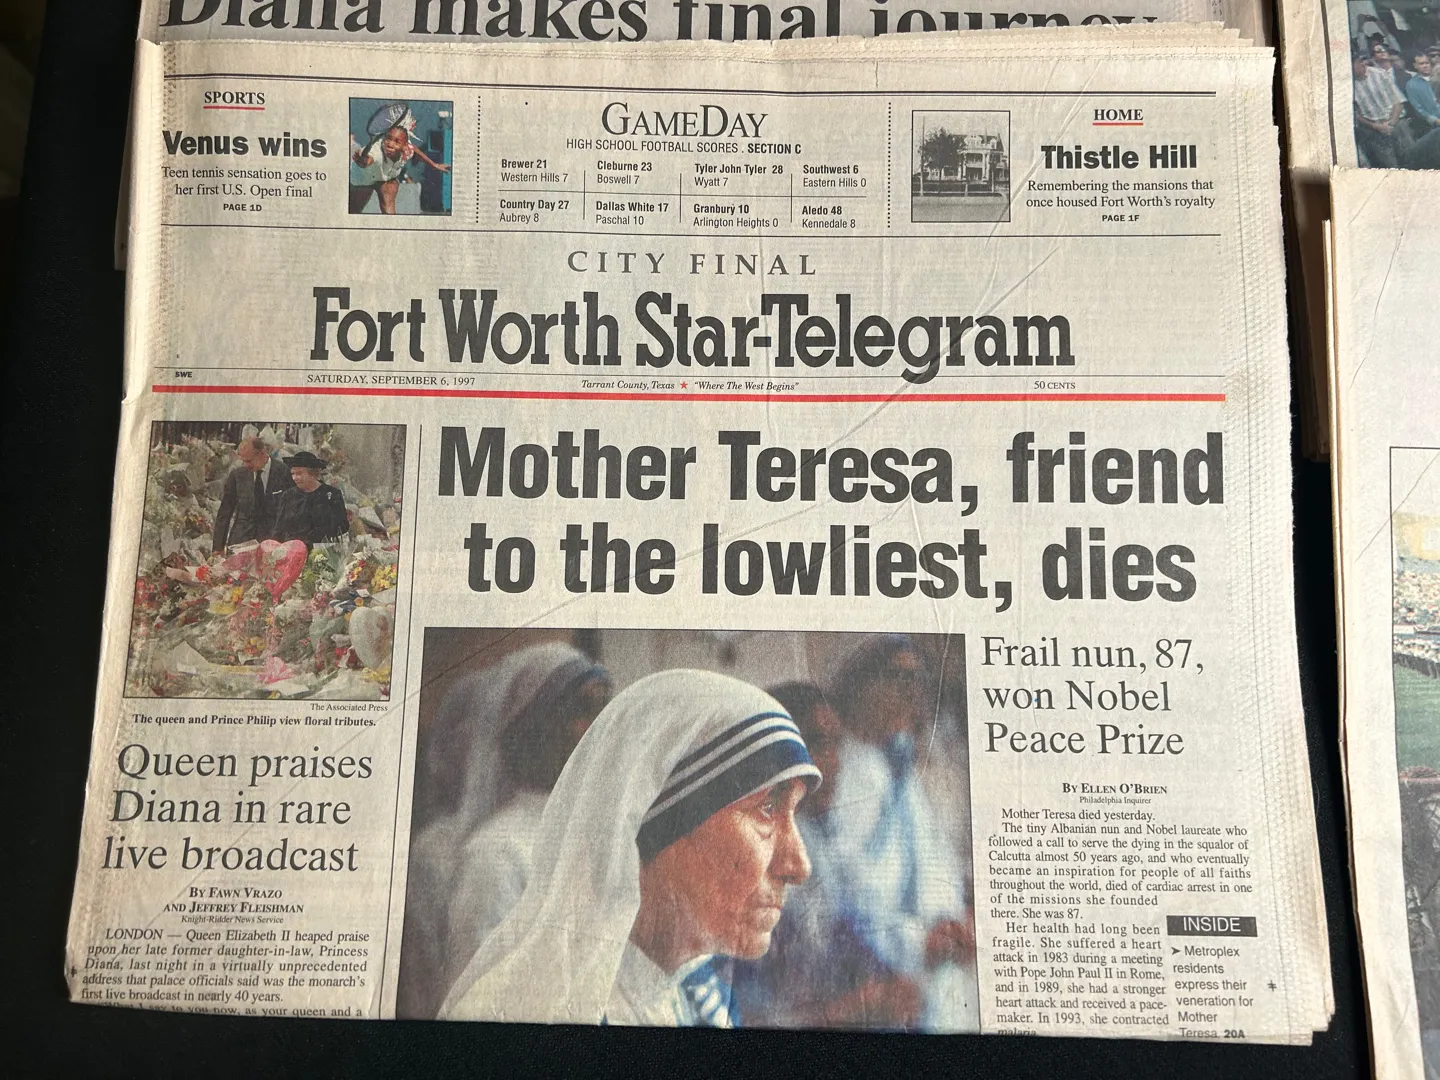 Diana makes final journey
SPORTS
Venus wins
Teen tennis sensation goes to
her first U.S. Open final
PAGE 1D
GAMEDAY
HIGH SCHOOL FOOTBALL SCORES . SECTION C
Brewer 21
Western Hills 7
Cleburne 23
Boswell 7
Tyler John Tyler 28
Wyatt 7
Southwest 6
Eastern Hills 0
Country Day 27
Aubrey 8
Dallas White 17
Paschal 10
Granbury 10
Arlington Heights 0
Aledo 48
Kennedale 8
HOME
Thistle Hill
Remembering the mansions that
once housed Fort Worth's royalty
PAGE 1F
CITY FINAL
Fort Worth Star-Telegram
SWE
SATURDAY, SEPTEMBER 6, 1997
Tarrant County, Texas ★ "Where The West Begins"
50 CENTS
The Associated Press
The queen and Prince Philip view floral tributes.
Queen praises
Diana in rare
live broadcast
BY FAWN VRAZO
AND JEFFREY FLEISHMAN
Knight-Ridder News Service
LONDON — Queen Elizabeth II heaped praise
upon her late former daughter-in-law, Princess
Diana, last night in a virtually unprecedented
address that palace officials said was the monarch's
first live broadcast in nearly 40 years.
"What I say to you now, as your queen and a
Mother Teresa, friend
to the lowliest, dies
Frail nun, 87,
won Nobel
Peace Prize
BY ELLEN O'BRIEN
Philadelphia Inquirer
Mother Teresa died yesterday.
The tiny Albanian nun and Nobel laureate who
followed a call to serve the dying in the squalor of
Calcutta almost 50 years ago, and who eventually
became an inspiration for people of all faiths
throughout the world, died of cardiac arrest in one
of the missions she founded
there. She was 87.
Her health had long been
fragile. She suffered a heart
attack in 1983 during a meeting
with Pope John Paul II in Rome,
and in 1989, she had a stronger
heart attack and received a pace-
maker. In 1993, she contracted
malaria
INSIDE
➤ Metroplex
residents
express their
veneration for
Mother
Teresa. 20A